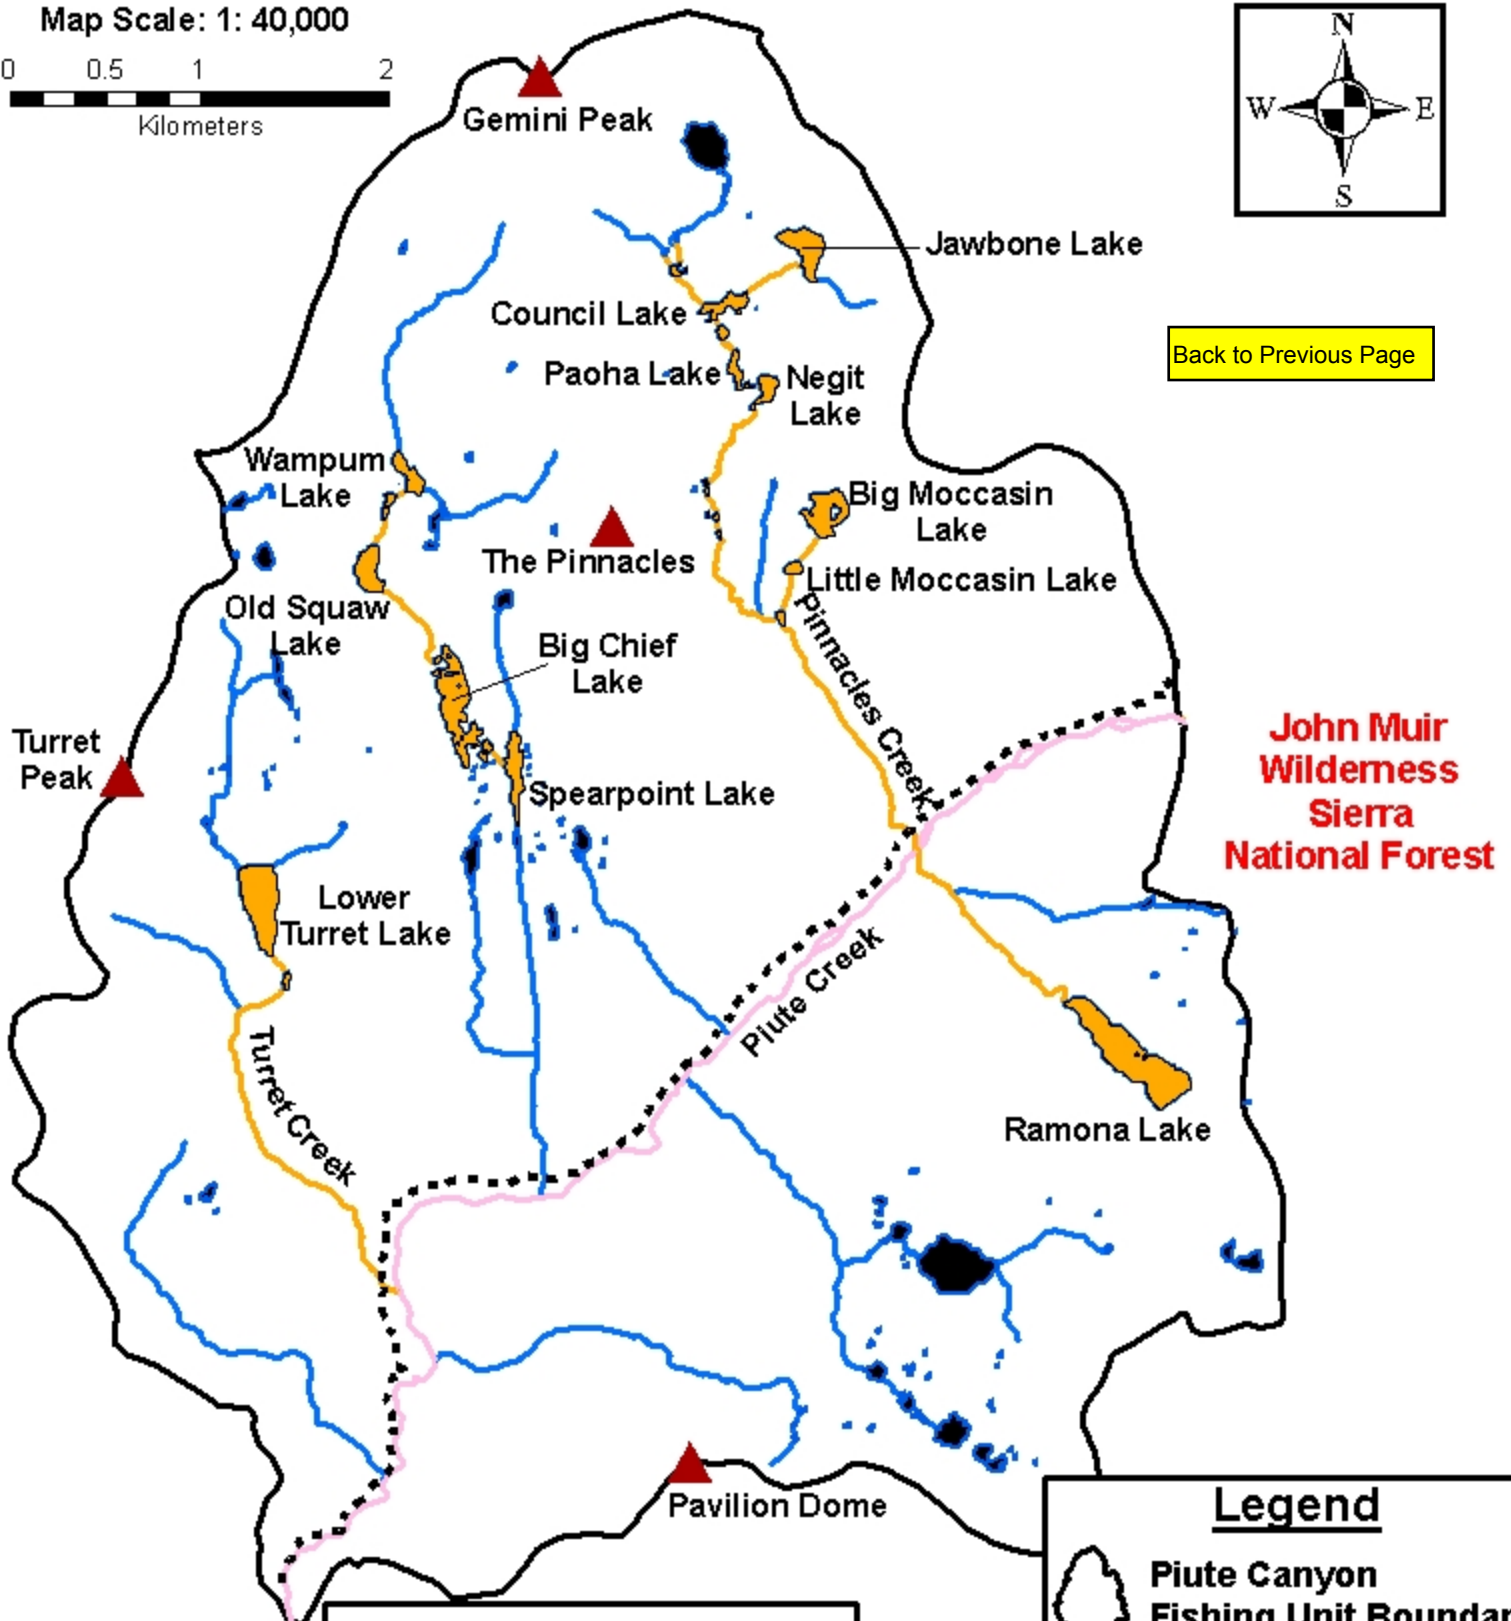 Map Scale: 1: 40,000
0 0.5 1 2
Kilometers
N
W E
S
Gemini Peak
Jawbone Lake
Council Lake
Back to Previous Page
Paoha Lake
Negit
Lake
Wampum
Lake
Big Moccasin
Lake
The Pinnacles
Little Moccasin Lake
Old Squaw
Lake
Big Chief
Lake
Pinnacles Creek
Turret
Peak
John Muir
Wilderness
Sierra
National Forest
Spearpoint Lake
Lower
Turret Lake
Piute Creek
Turret Creek
Ramona Lake
Pavilion Dome
Legend
Piute Canyon
Fishing Unit Boundar